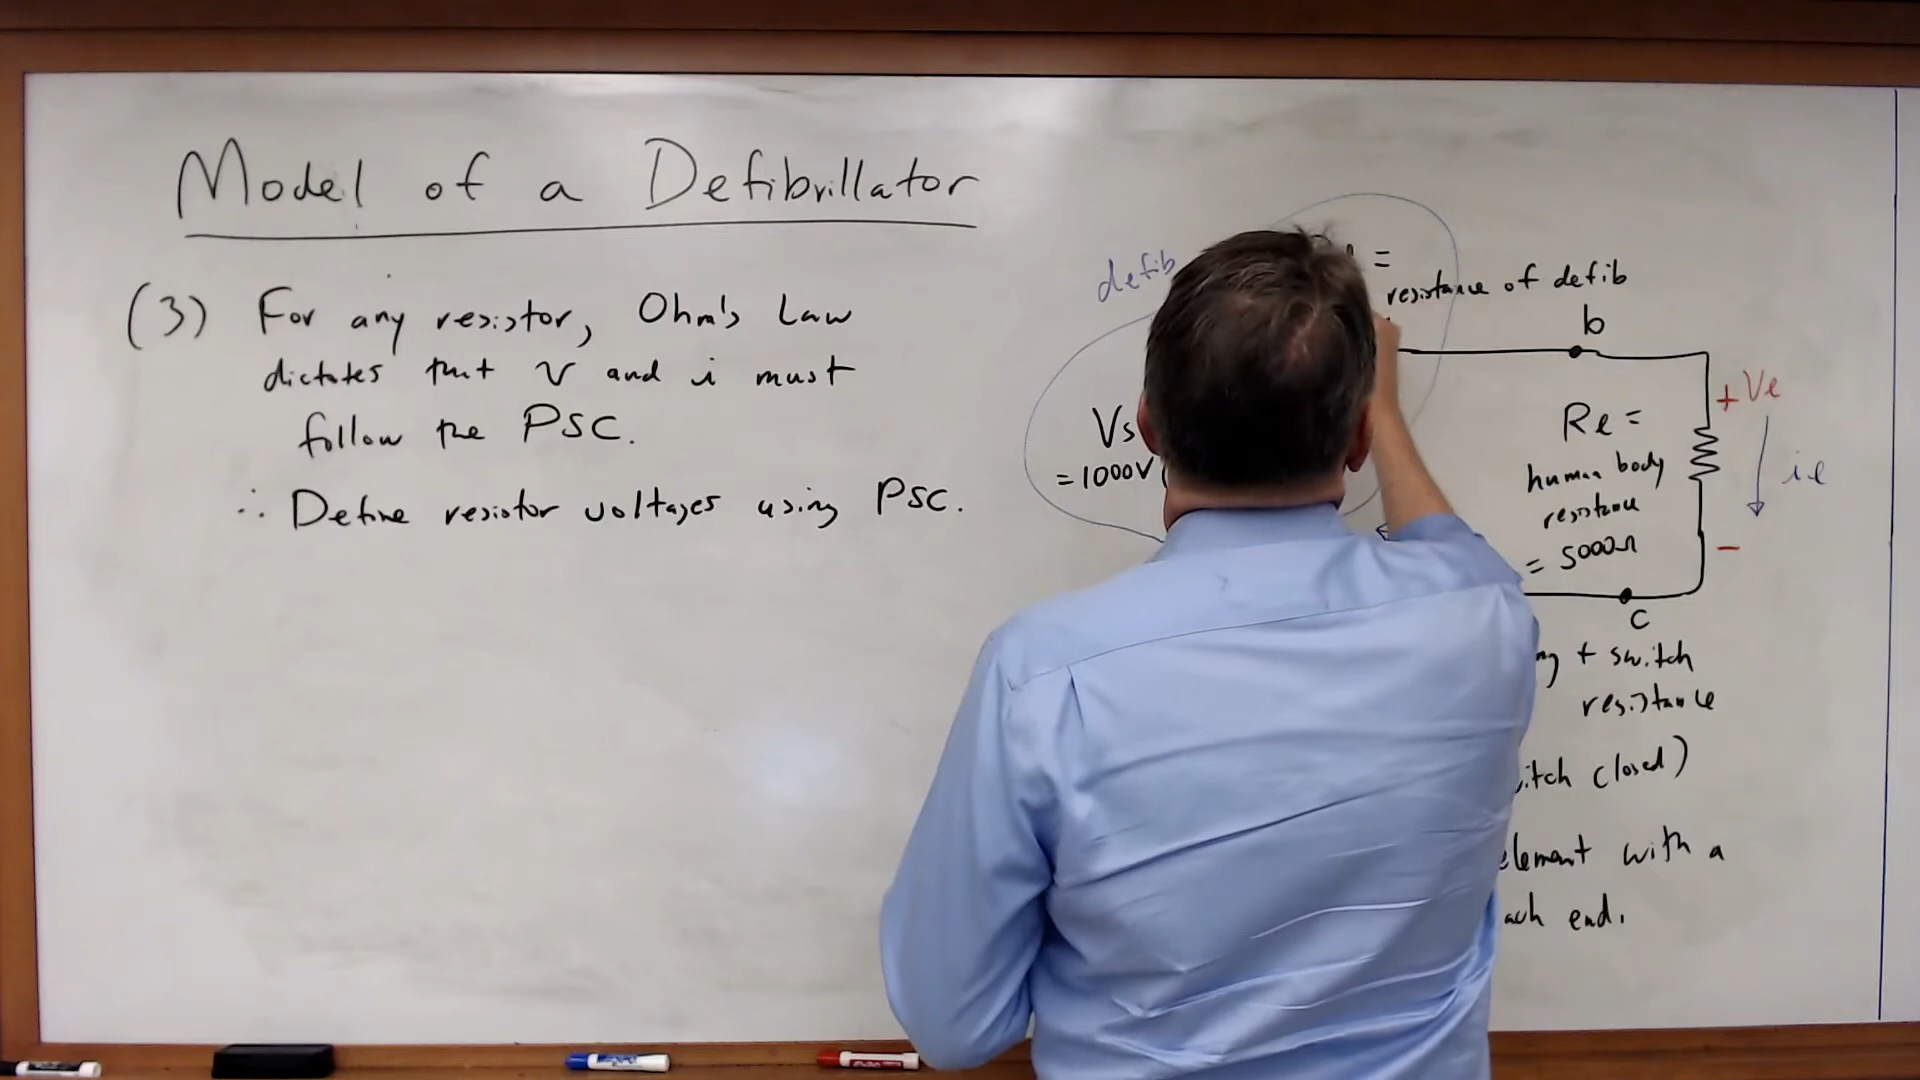 Model of a Defibrillator
(3) For any resistor, Ohm's Law
dictates that v and i must
follow the PSC.
∴ Define resistor voltages using PSC.
defib
=
resistance of defib
b
Vs
= 1000V
+ Ve
Re =
human body
resistance
= 5000Ω
ie
−
c
+ switch
resistance
closed)
element with a
end.